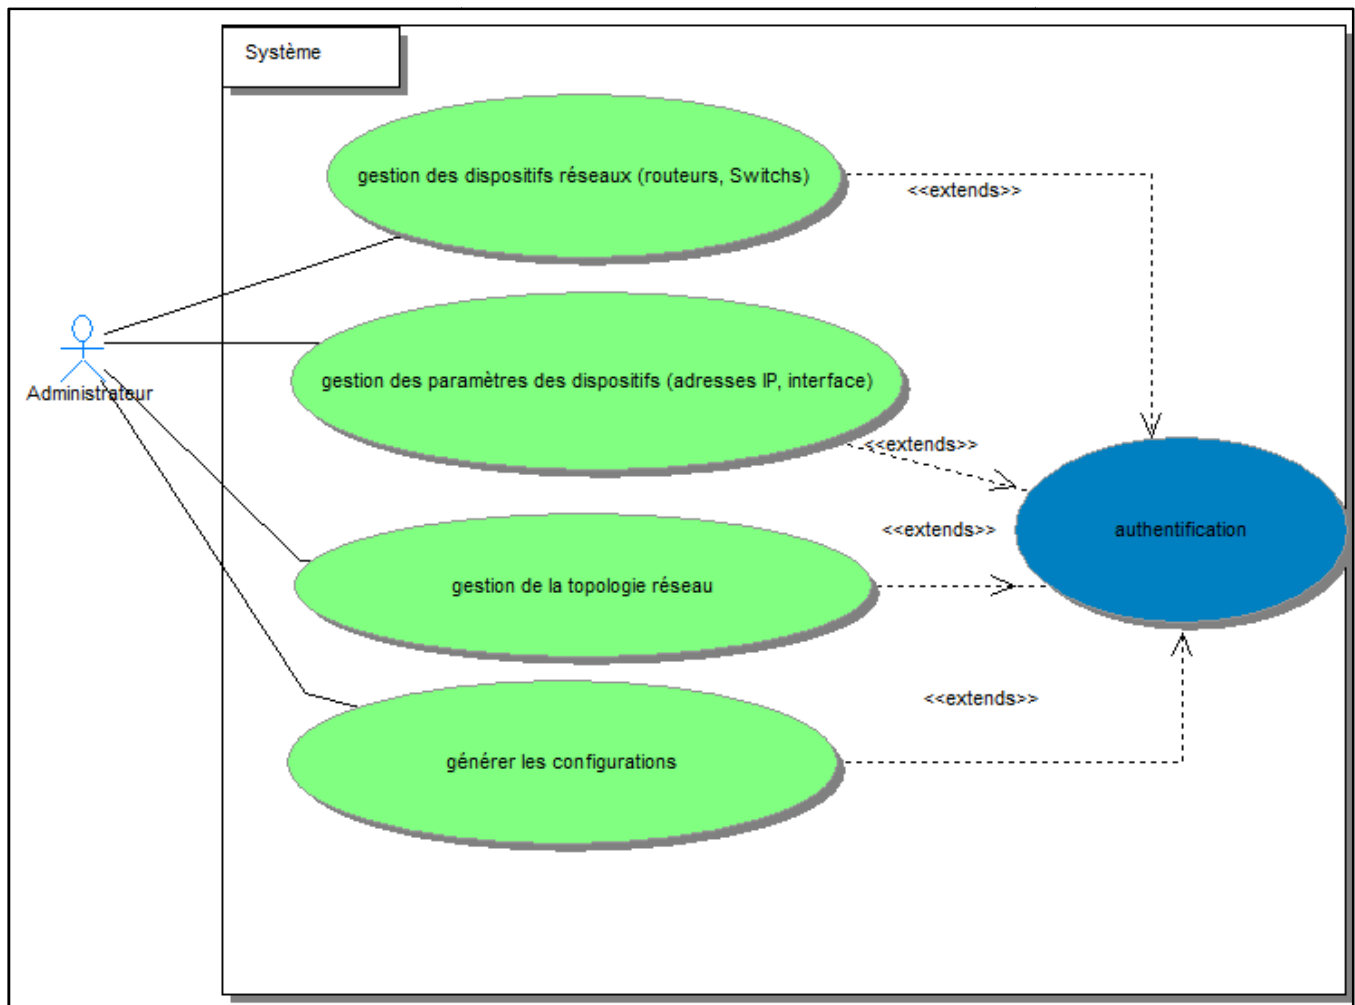 Système
gestion des dispositifs réseaux (routeurs, Switchs)
<<extends>>
Administrateur
gestion des paramètres des dispositifs (adresses IP, interface)
<<extends>>
<<extends>>
authentification
gestion de la topologie réseau
<<extends>>
générer les configurations